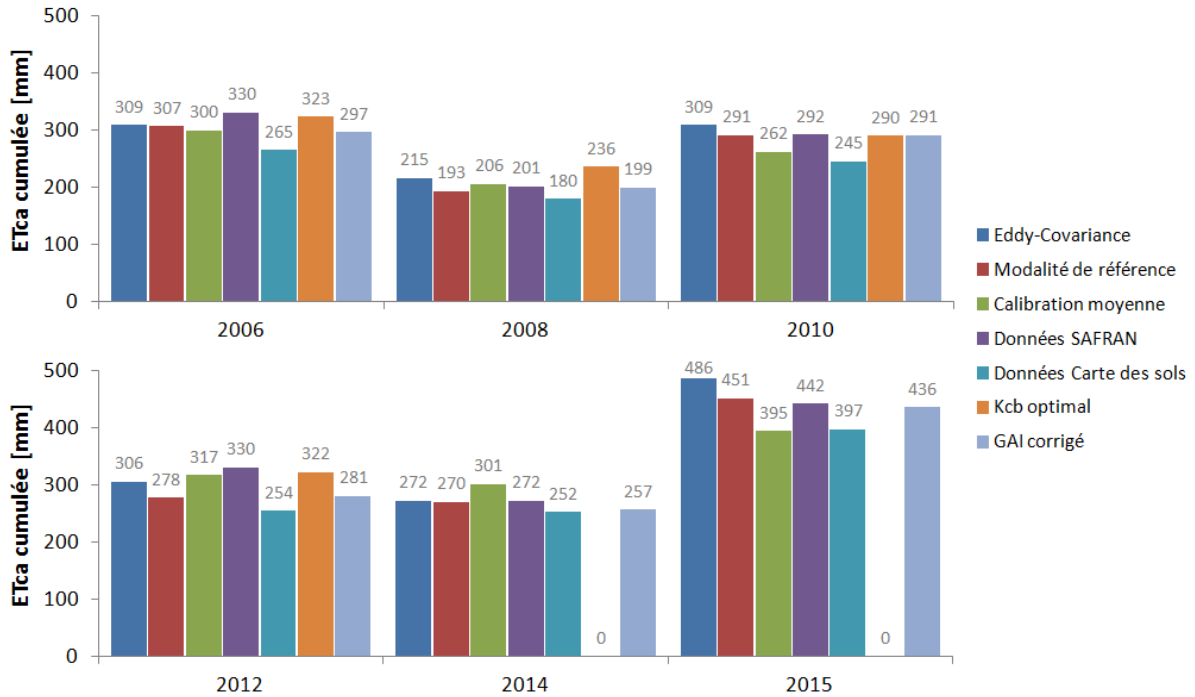 500
400
300
200
100
0
ETca cumulée [mm]
309 307 300 330 265 323 297
215 193 206 201 180 236 199
309 291 262 292 245 290 291
2006 2008 2010
Eddy-Covariance
Modalité de référence
Calibration moyenne
Données SAFRAN
Données Carte des sols
Kcb optimal
GAI corrigé
500
400
300
200
100
0
ETca cumulée [mm]
306 278 317 330 254 322 281
272 270 301 272 252 0 257
486 451 395 442 397 0 436
2012 2014 2015